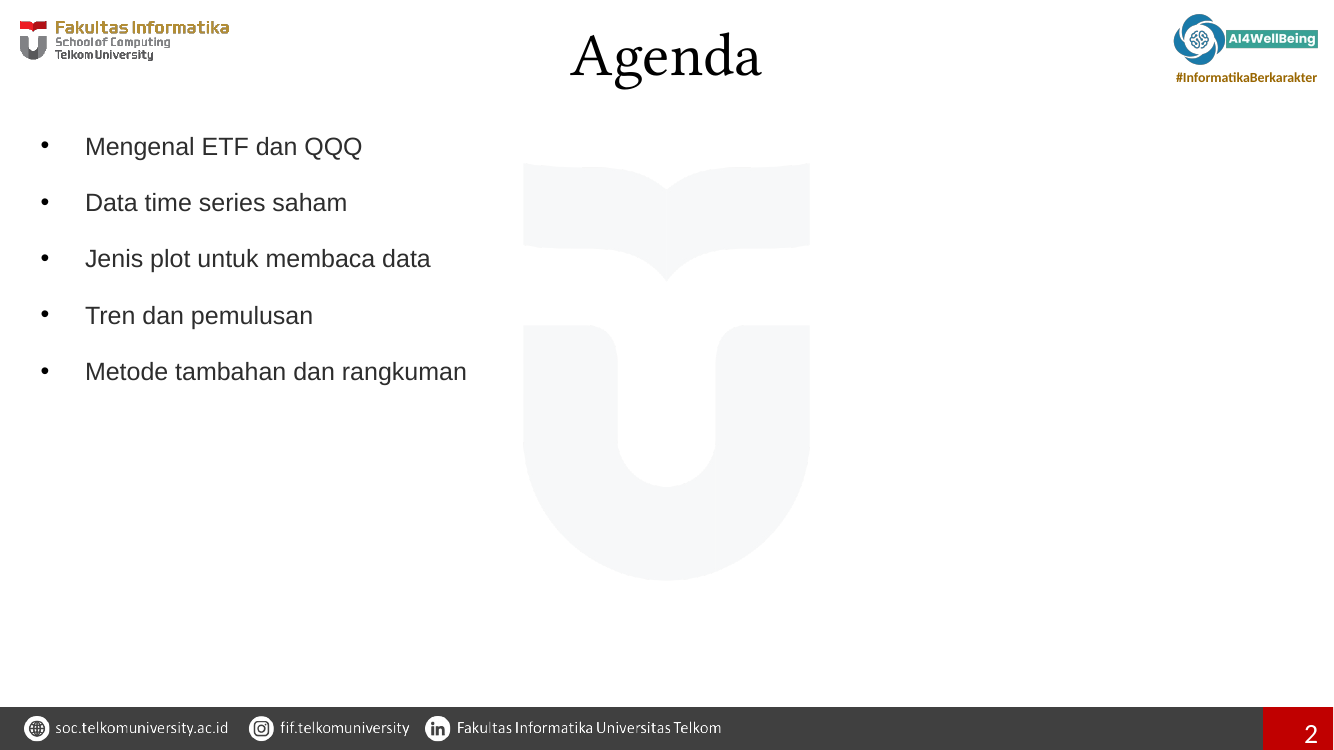 Fakultas Informatika
School of Computing
Telkom University
Agenda
AI4WellBeing
#InformatikaBerkarakter
• Mengenal ETF dan QQQ
• Data time series saham
• Jenis plot untuk membaca data
• Tren dan pemulusan
• Metode tambahan dan rangkuman
soc.telkomuniversity.ac.id fif.telkomuniversity in Fakultas Informatika Universitas Telkom
2